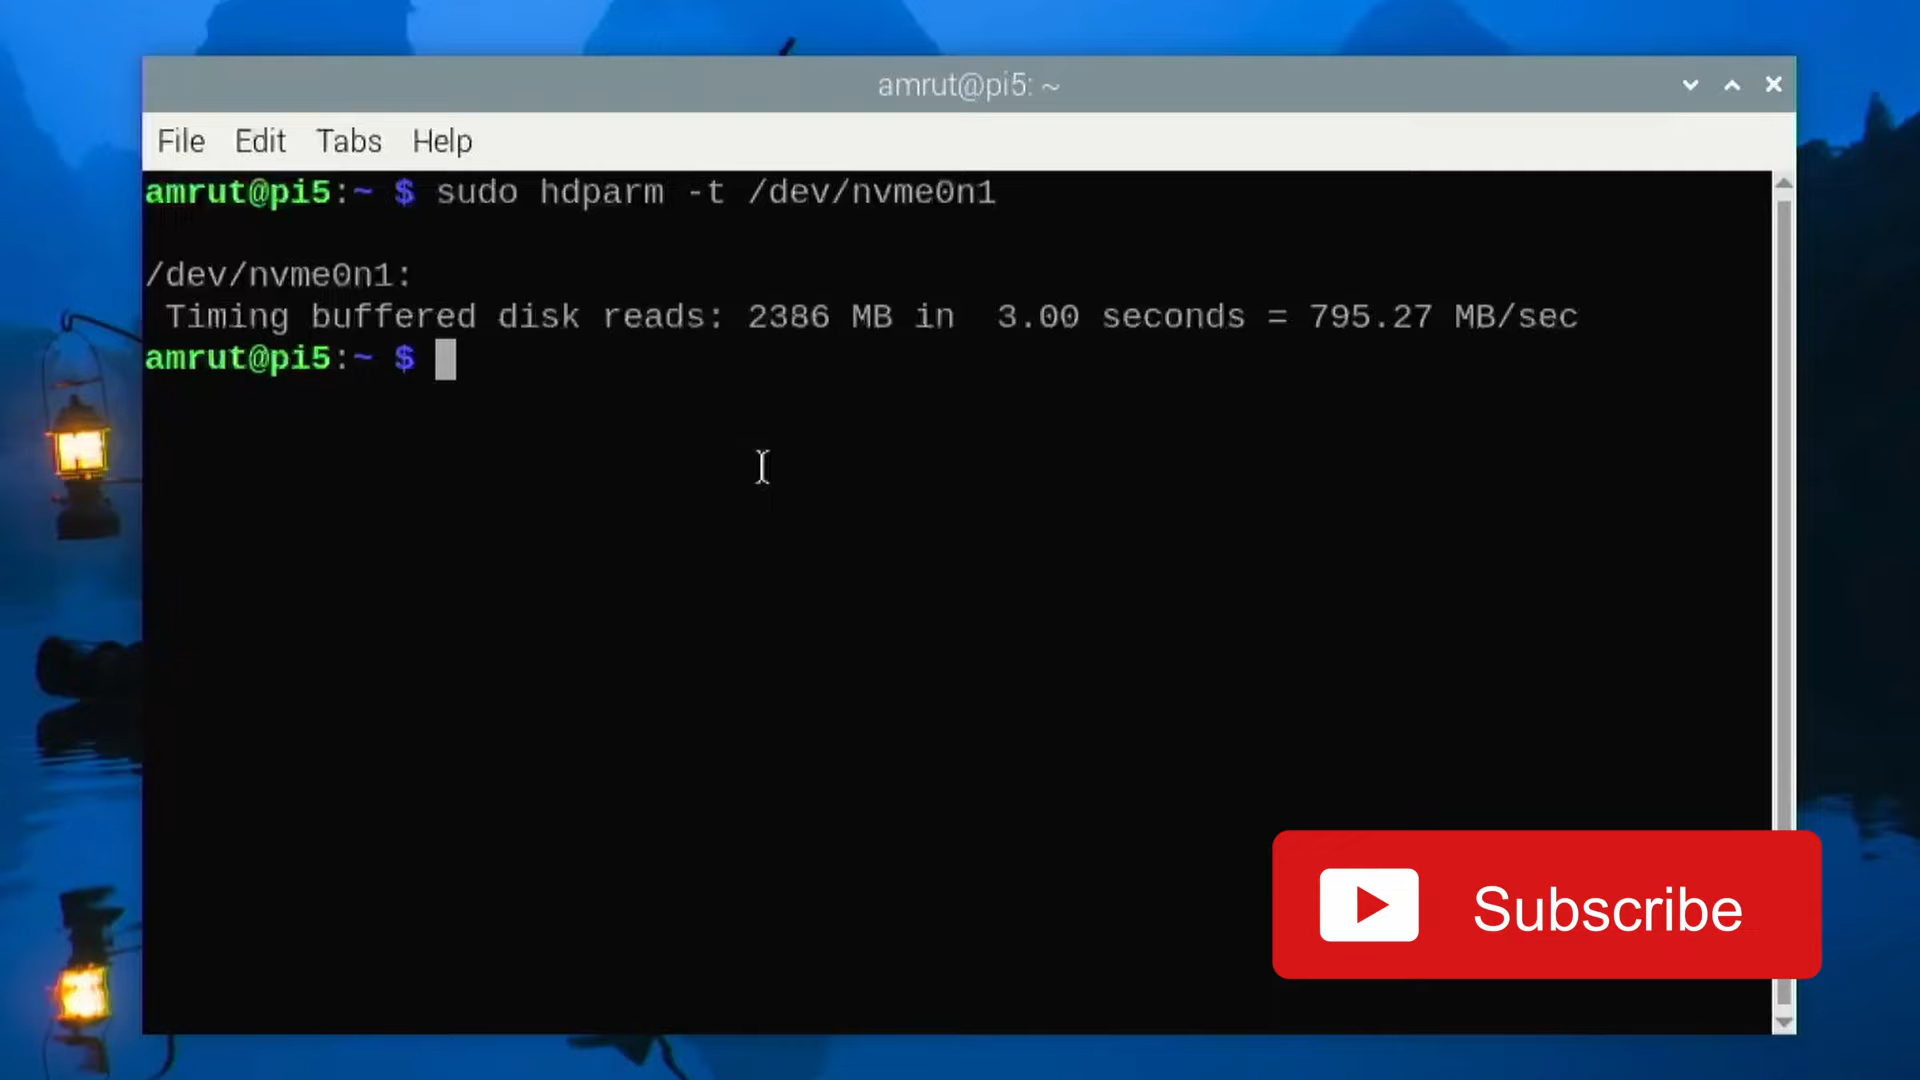 amrut@pi5: ~
File Edit Tabs Help
amrut@pi5:~ $ sudo hdparm -t /dev/nvme0n1
/dev/nvme0n1:
Timing buffered disk reads: 2386 MB in  3.00 seconds = 795.27 MB/sec
amrut@pi5:~ $
Subscribe